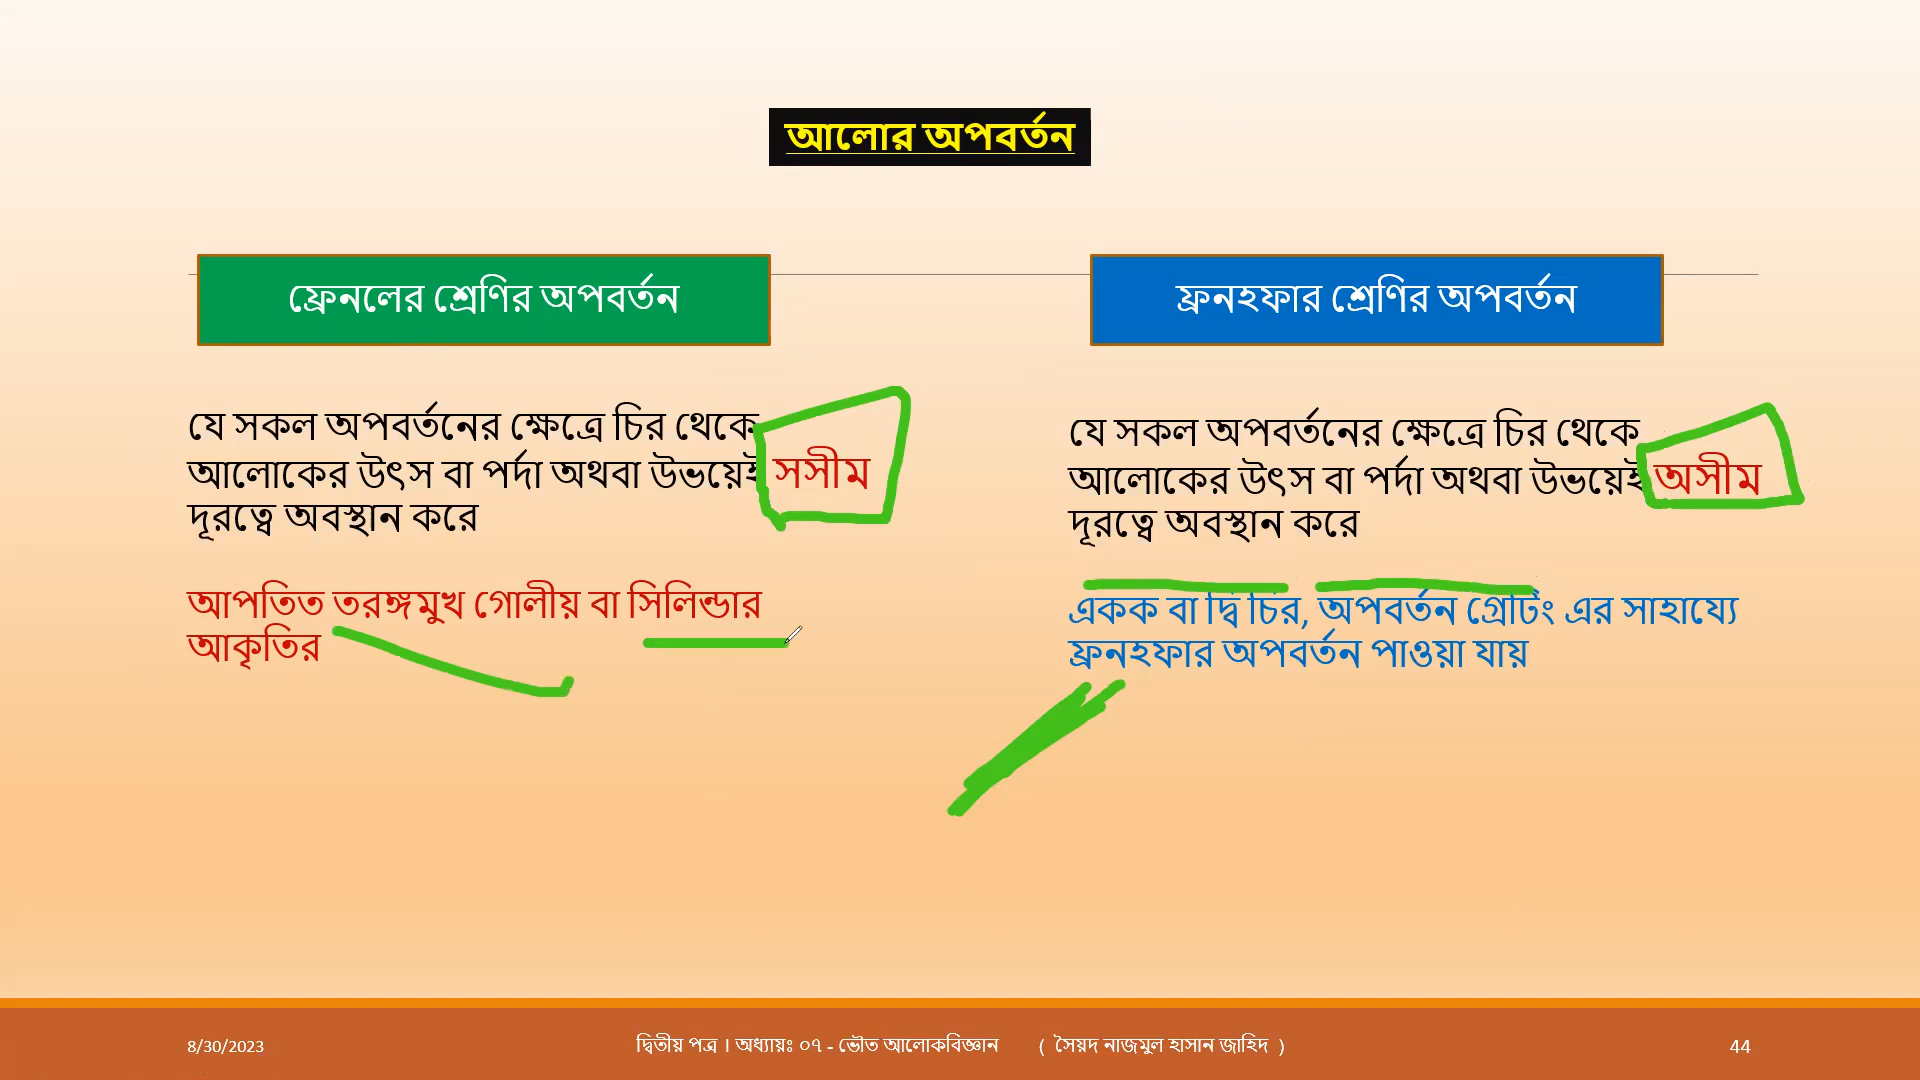 আলোর অপবর্তন
ফ্রেনলের শ্রেণির অপবর্তন
যে সকল অপবর্তনের ক্ষেত্রে চির থেকে
আলোকের উৎস বা পর্দা অথবা উভয়েই সসীম
দূরত্বে অবস্থান করে
আপতিত তরঙ্গমুখ গোলীয় বা সিলিন্ডার
আকৃতির
ফ্রনহফার শ্রেণির অপবর্তন
যে সকল অপবর্তনের ক্ষেত্রে চির থেকে
আলোকের উৎস বা পর্দা অথবা উভয়েই অসীম
দূরত্বে অবস্থান করে
একক বা দ্বি চির, অপবর্তন গ্রেটিং এর সাহায্যে
ফ্রনহফার অপবর্তন পাওয়া যায়
8/30/2023
দ্বিতীয় পত্র । অধ্যায়ঃ ০৭ - ভৌত আলোকবিজ্ঞান ( সৈয়দ নাজমুল হাসান জাহিদ )
44